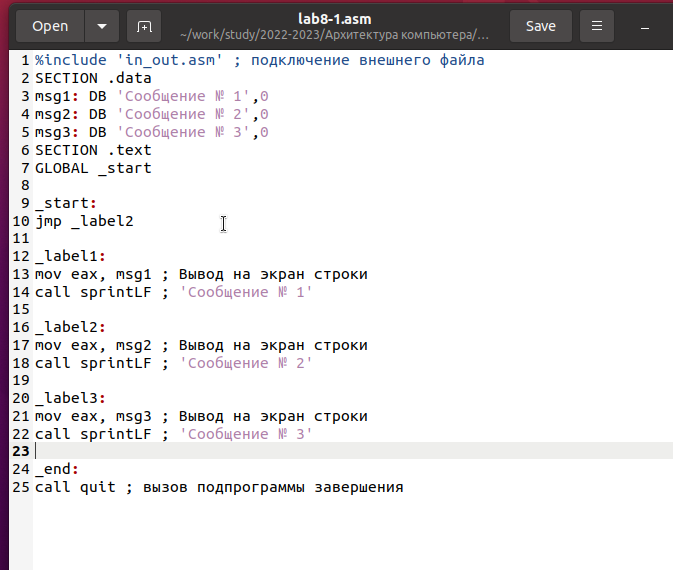 Open
lab8-1.asm
~/work/study/2022-2023/Архитектура компьютера/...
Save
1 %include 'in_out.asm' ; подключение внешнего файла
2 SECTION .data
3 msg1: DB 'Сообщение № 1',0
4 msg2: DB 'Сообщение № 2',0
5 msg3: DB 'Сообщение № 3',0
6 SECTION .text
7 GLOBAL _start
8
9 _start:
10 jmp _label2
11
12 _label1:
13 mov eax, msg1 ; Вывод на экран строки
14 call sprintLF ; 'Сообщение № 1'
15
16 _label2:
17 mov eax, msg2 ; Вывод на экран строки
18 call sprintLF ; 'Сообщение № 2'
19
20 _label3:
21 mov eax, msg3 ; Вывод на экран строки
22 call sprintLF ; 'Сообщение № 3'
23
24 _end:
25 call quit ; вызов подпрограммы завершения